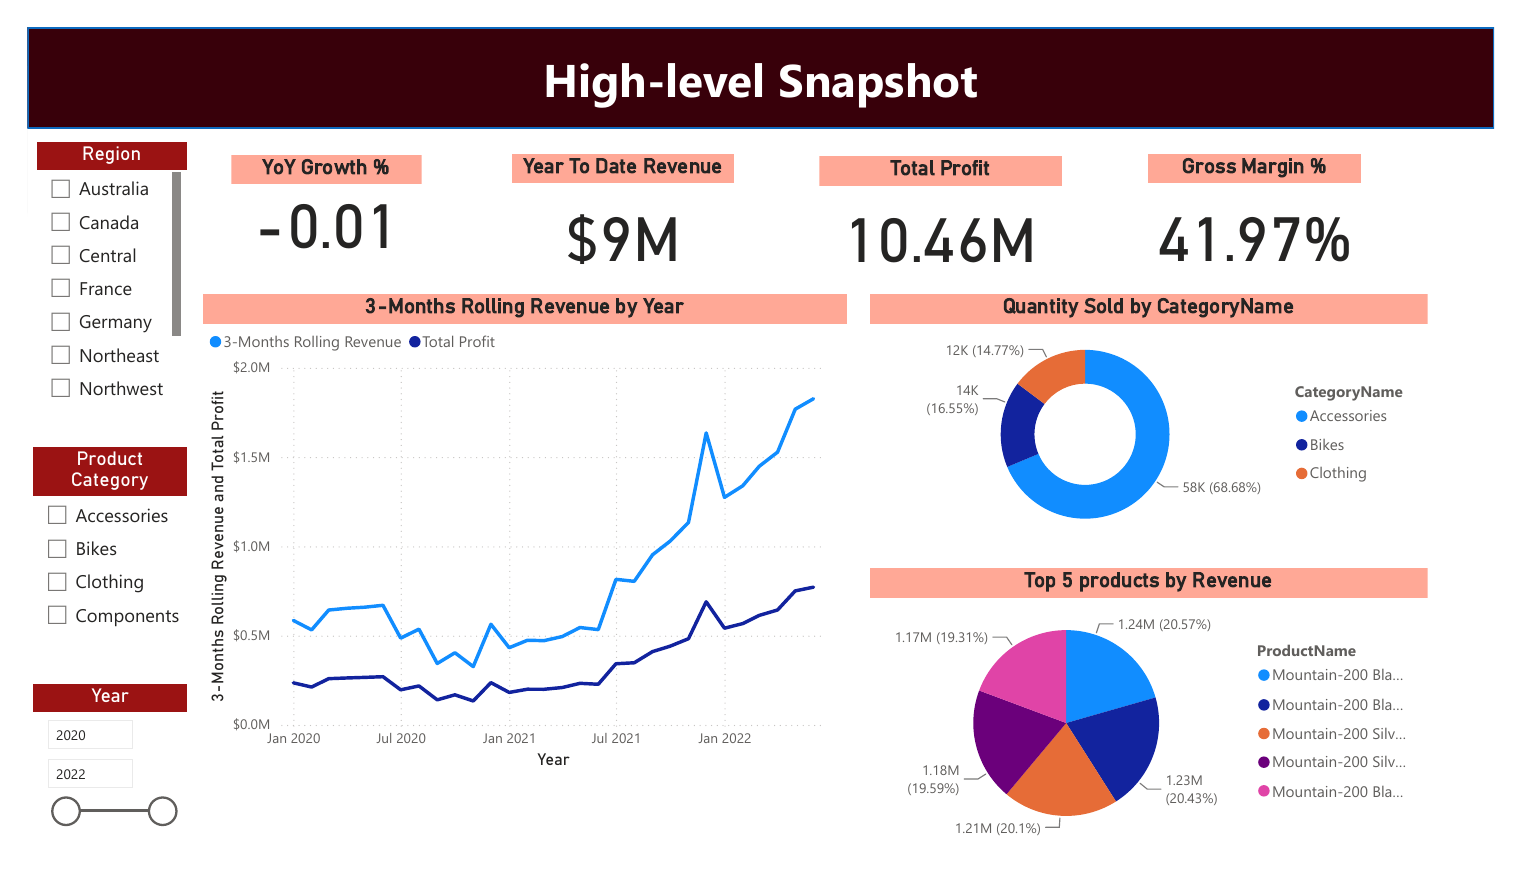 High-level Snapshot
Region
Australia
Canada
Central
France
Germany
Northeast
Northwest
Product
Category
Accessories
Bikes
Clothing
Components
Year
2020
2022
YoY Growth %
-0.01
Year To Date Revenue
$9M
Total Profit
10.46M
Gross Margin %
41.97%
3-Months Rolling Revenue by Year
3-Months Rolling Revenue
Total Profit
3-Months Rolling Revenue and Total Profit
$2.0M
$1.5M
$1.0M
$0.5M
$0.0M
Jan 2020
Jul 2020
Jan 2021
Jul 2021
Jan 2022
Year
Quantity Sold by CategoryName
12K (14.77%)
14K
(16.55%)
58K (68.68%)
CategoryName
Accessories
Bikes
Clothing
Top 5 products by Revenue
1.17M (19.31%)
1.24M (20.57%)
1.18M
(19.59%)
1.23M
(20.43%)
1.21M (20.1%)
ProductName
Mountain-200 Bla...
Mountain-200 Bla...
Mountain-200 Silv...
Mountain-200 Silv...
Mountain-200 Bla...